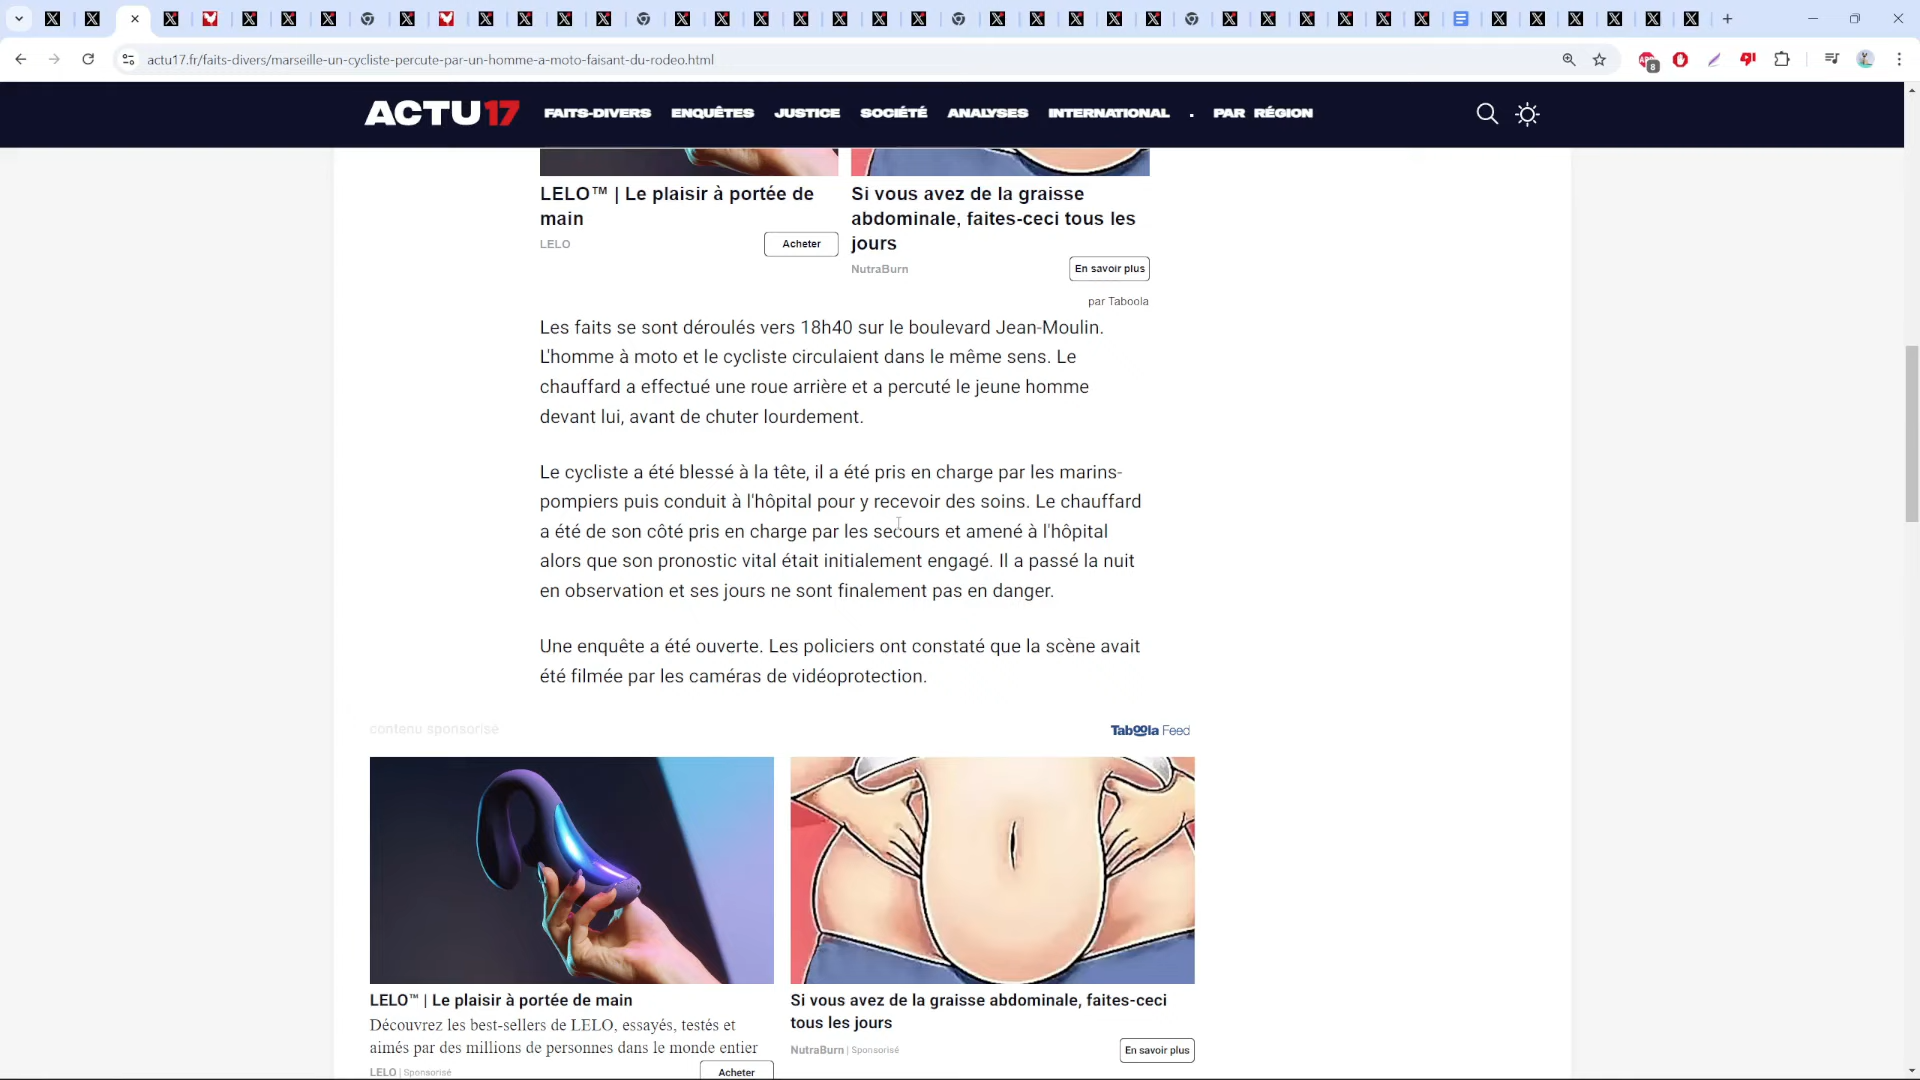 actu17.fr/faits-divers/marseille-un-cycliste-percute-par-un-homme-a-moto-faisant-du-rodeo.html
8
ACTU17
FAITS-DIVERS ENQUÊTES JUSTICE SOCIÉTÉ ANALYSES INTERNATIONAL . PAR RÉGION
LELO™ | Le plaisir à portée de
main
LELO
Acheter
Si vous avez de la graisse
abdominale, faites-ceci tous les
jours
NutraBurn
En savoir plus
par Taboola
Les faits se sont déroulés vers 18h40 sur le boulevard Jean-Moulin.
L'homme à moto et le cycliste circulaient dans le même sens. Le
chauffard a effectué une roue arrière et a percuté le jeune homme
devant lui, avant de chuter lourdement.
Le cycliste a été blessé à la tête, il a été pris en charge par les marins-
pompiers puis conduit à l'hôpital pour y recevoir des soins. Le chauffard
a été de son côté pris en charge par les secours et amené à l'hôpital
alors que son pronostic vital était initialement engagé. Il a passé la nuit
en observation et ses jours ne sont finalement pas en danger.
Une enquête a été ouverte. Les policiers ont constaté que la scène avait
été filmée par les caméras de vidéoprotection.
contenu sponsorisé
Taboola Feed
LELO™ | Le plaisir à portée de main
Découvrez les best-sellers de LELO, essayés, testés et
aimés par des millions de personnes dans le monde entier
LELO | Sponsorisé
Acheter
Si vous avez de la graisse abdominale, faites-ceci
tous les jours
NutraBurn | Sponsorisé
En savoir plus